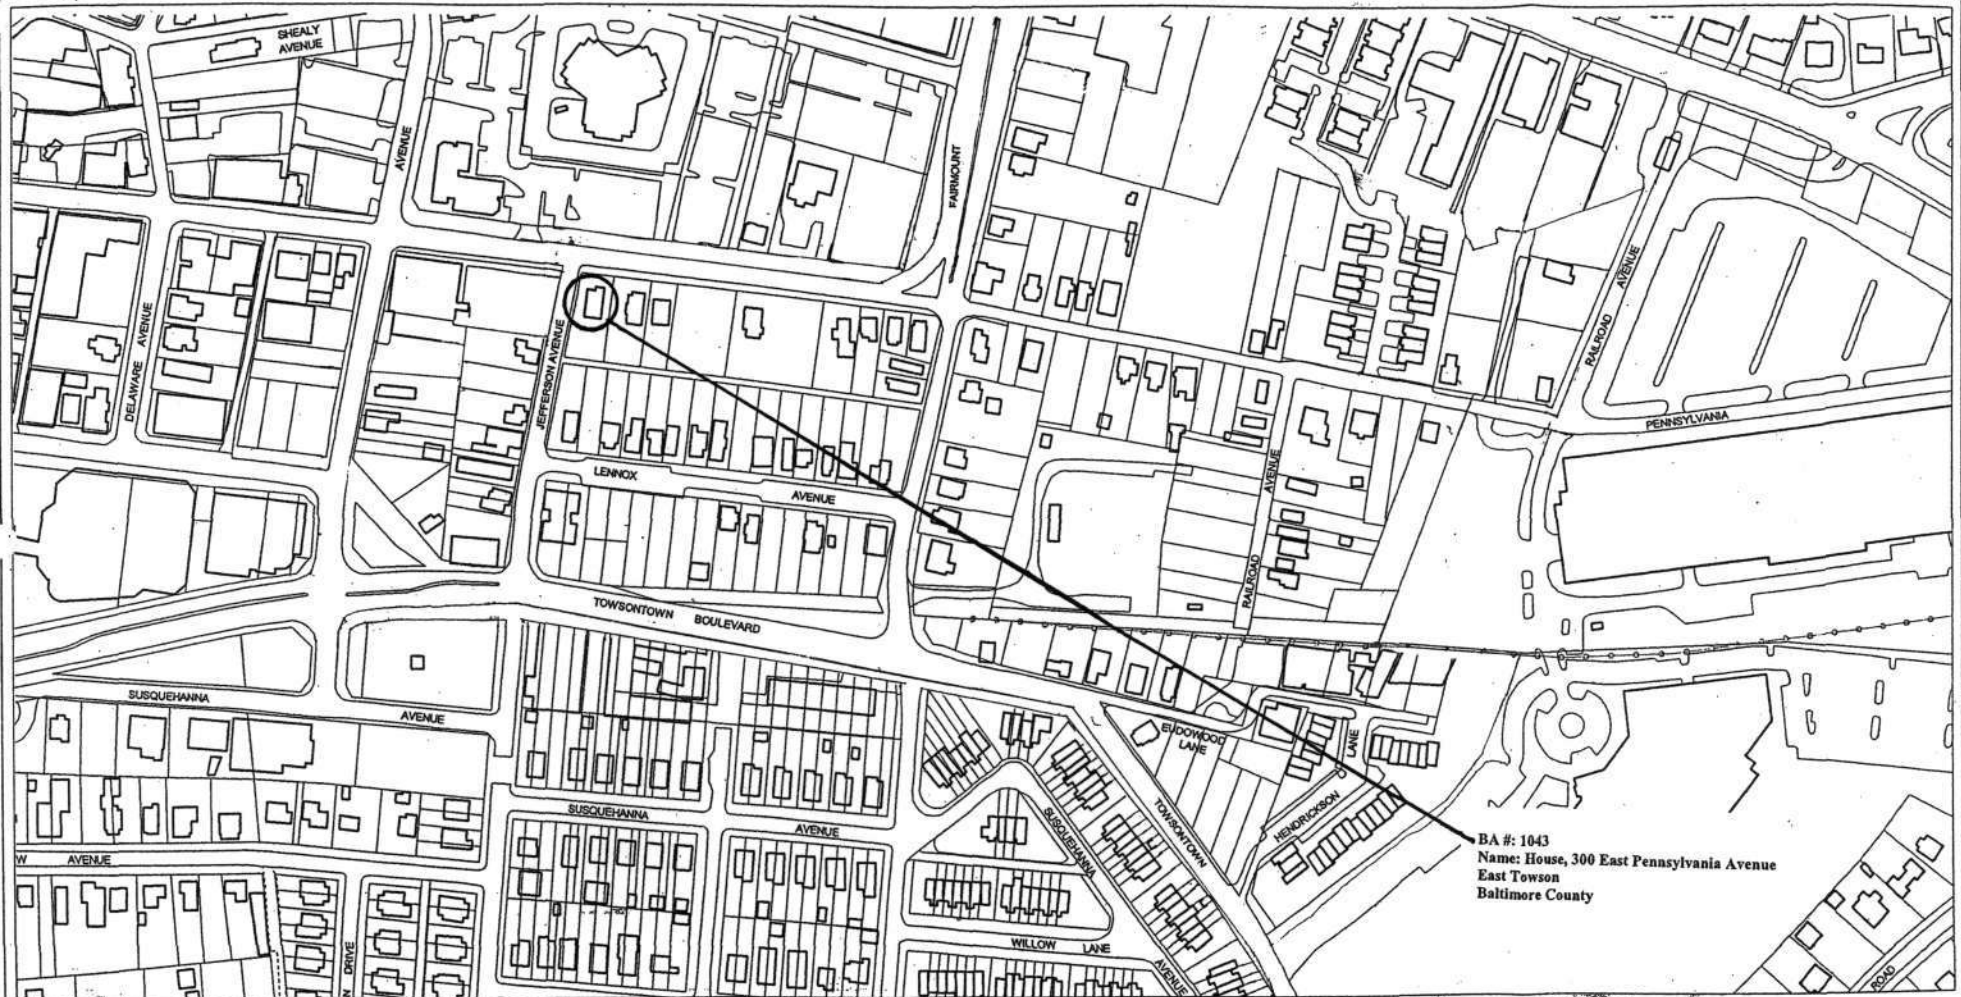 SHEALY
AVENUE
AVENUE
FAIRMOUNT
DELAWARE AVENUE
JEFFERSON AVENUE
RAILROAD AVENUE
PENNSYLVANIA
LENNOX
AVENUE
RAILROAD AVENUE
TOWSONTOWN BOULEVARD
SUSQUEHANNA
AVENUE
EUDOWOOD
LANE
LANE
HENDRICKSON
TOWSONTOWN
SUSQUEHANNA
AVENUE
SUSQUEHANNA
AVENUE
W AVENUE
WILLOW LANE
N DRIVE
ROAD
BA #: 1043
Name: House, 300 East Pennsylvania Avenue
East Towson
Baltimore County